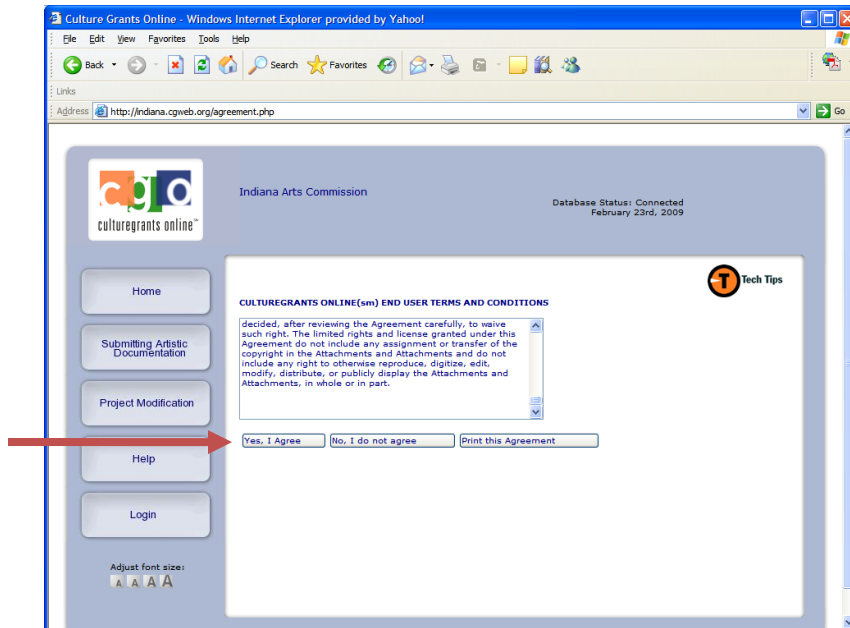 Culture Grants Online - Windows Internet Explorer provided by Yahoo!
File Edit View Favorites Tools Help
Back Search Favorites
Links
Address http://indiana.cgweb.org/agreement.php Go
cgo
culturegrants online℠
Indiana Arts Commission
Database Status: Connected
February 23rd, 2009
T Tech Tips
Home
Submitting Artistic
Documentation
Project Modification
Help
Login
Adjust font size:
A A A A
CULTUREGRANTS ONLINE(sm) END USER TERMS AND CONDITIONS
decided, after reviewing the Agreement carefully, to waive
such right. The limited rights and license granted under this
Agreement do not include any assignment or transfer of the
copyright in the Attachments and Attachments and do not
include any right to otherwise reproduce, digitize, edit,
modify, distribute, or publicly display the Attachments and
Attachments, in whole or in part.
Yes, I Agree No, I do not agree Print this Agreement